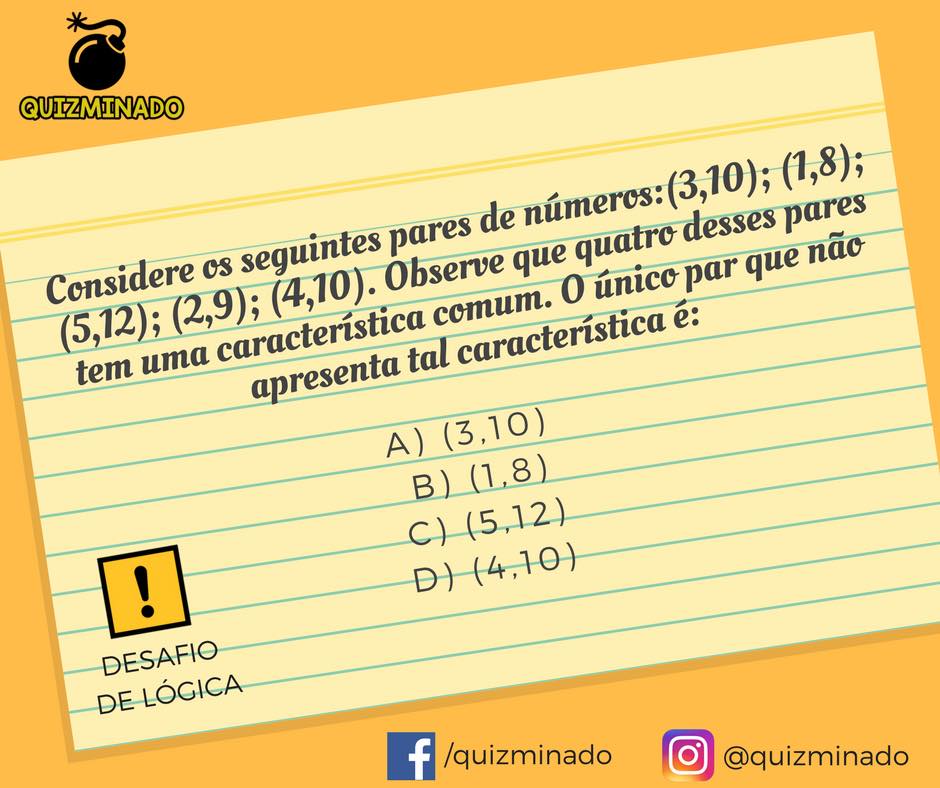 QUIZMINADO
Considere os seguintes pares de números:(3,10); (1,8);
(5,12); (2,9); (4,10). Observe que quatro desses pares
tem uma característica comum. O único par que não
apresenta tal característica é:
A) (3,10)
B) (1,8)
C) (5,12)
D) (4,10)
!
DESAFIO
DE LÓGICA
/quizminado
@quizminado